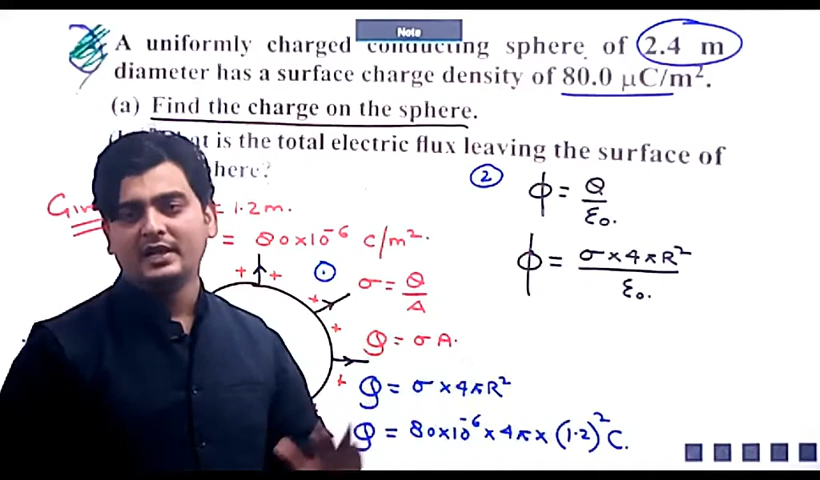 Note
A uniformly charged conducting sphere of 2.4 m
diameter has a surface charge density of 80.0 μC/m².
(a) Find the charge on the sphere.
is the total electric flux leaving the surface of
here?
= 1.2m.
= 80×10⁻⁶ C/m².
σ = Q/A
Q = σA.
Q = σ×4πR²
Q = 80×10⁻⁶×4π×(1.2)²C.
② ϕ = Q/ε₀.
ϕ = σ×4πR²/ε₀.